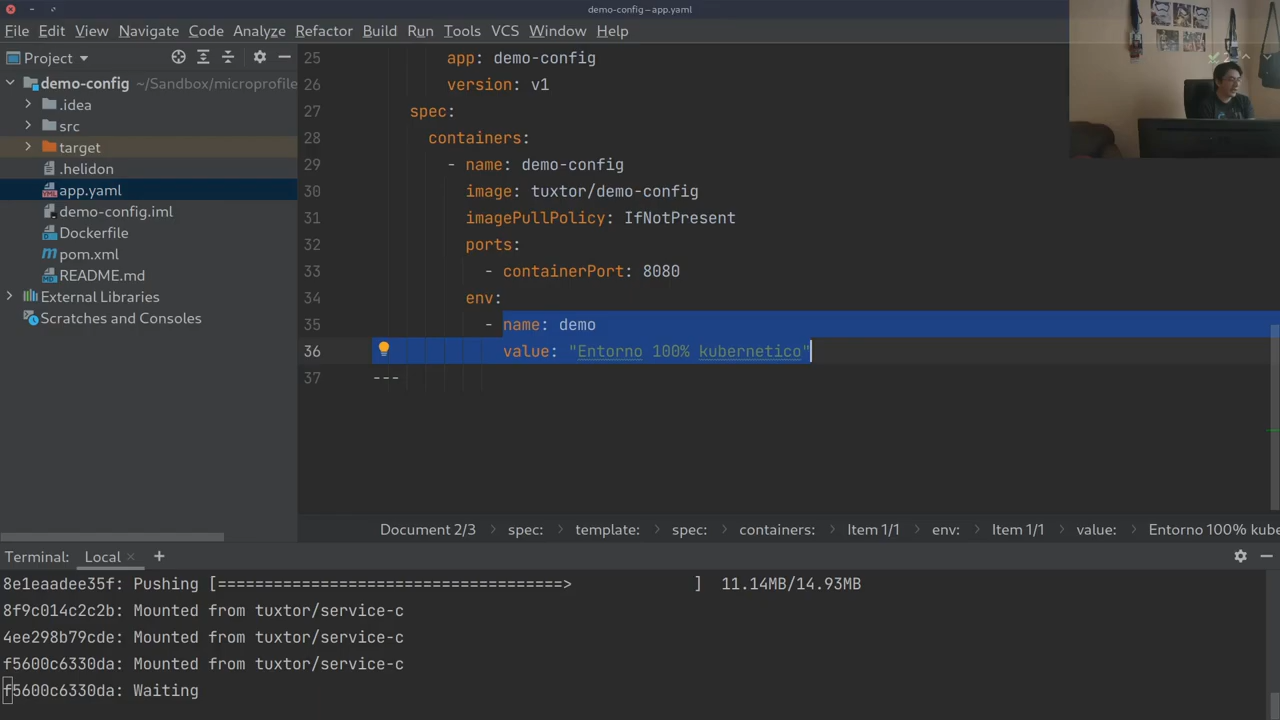 demo-config – app.yaml
File Edit View Navigate Code Analyze Refactor Build Run Tools VCS Window Help
Project
demo-config ~/Sandbox/microprofile
.idea
src
target
.helidon
app.yaml
demo-config.iml
Dockerfile
pom.xml
README.md
External Libraries
Scratches and Consoles
25 app: demo-config
26 version: v1
27 spec:
28 containers:
29 - name: demo-config
30 image: tuxtor/demo-config
31 imagePullPolicy: IfNotPresent
32 ports:
33 - containerPort: 8080
34 env:
35 - name: demo
36 value: "Entorno 100% kubernetico"
37 ---
2
Document 2/3 spec: template: spec: containers: Item 1/1 env: Item 1/1 value: Entorno 100% kube
Terminal: Local
8e1eaadee35f: Pushing [=====================================> ] 11.14MB/14.93MB
8f9c014c2c2b: Mounted from tuxtor/service-c
4ee298b79cde: Mounted from tuxtor/service-c
f5600c6330da: Mounted from tuxtor/service-c
f5600c6330da: Waiting